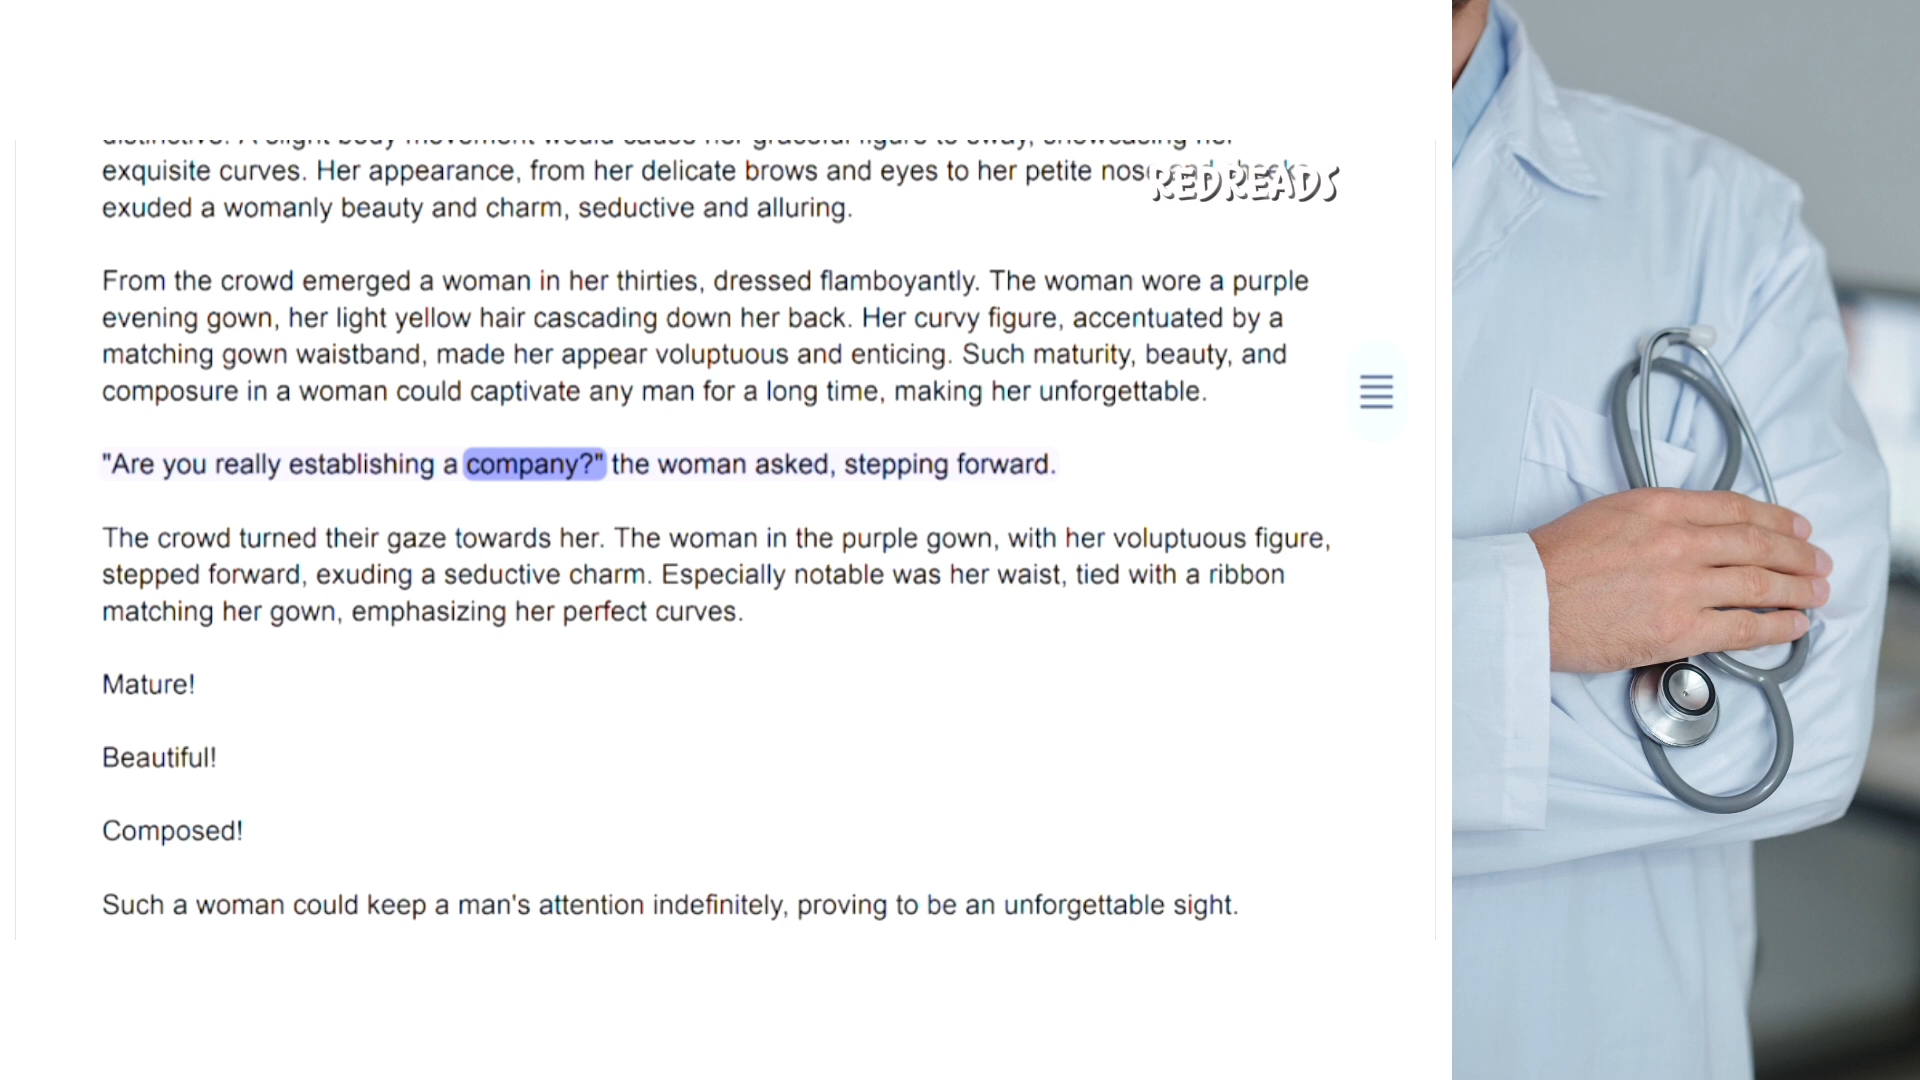 exquisite curves. Her appearance, from her delicate brows and eyes to her petite nose and cheeks
REDREADS
exuded a womanly beauty and charm, seductive and alluring.
From the crowd emerged a woman in her thirties, dressed flamboyantly. The woman wore a purple
evening gown, her light yellow hair cascading down her back. Her curvy figure, accentuated by a
matching gown waistband, made her appear voluptuous and enticing. Such maturity, beauty, and
composure in a woman could captivate any man for a long time, making her unforgettable.
"Are you really establishing a company?" the woman asked, stepping forward.
The crowd turned their gaze towards her. The woman in the purple gown, with her voluptuous figure,
stepped forward, exuding a seductive charm. Especially notable was her waist, tied with a ribbon
matching her gown, emphasizing her perfect curves.
Mature!
Beautiful!
Composed!
Such a woman could keep a man's attention indefinitely, proving to be an unforgettable sight.